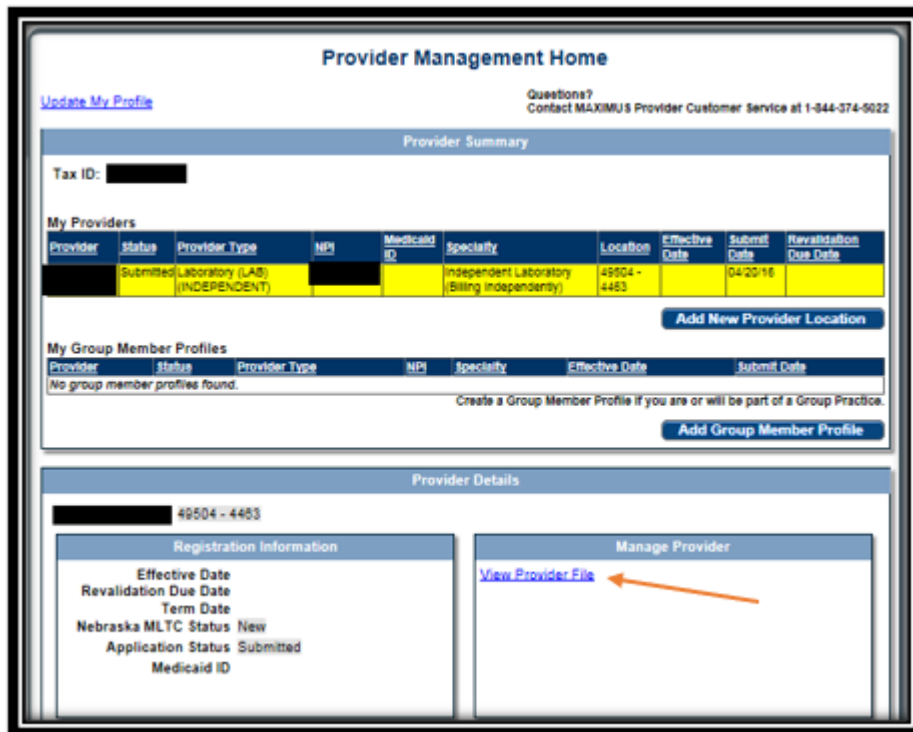 Provider Management Home
Update My Profile
Questions?
Contact MAXIMUS Provider Customer Service at 1-844-374-5022
Provider Summary
Tax ID:
My Providers
Provider Status Provider Type NPI Medicaid ID Specialty Location Effective Date Submit Date Revalidation Due Date
Submitted Laboratory (LAB) (INDEPENDENT) Independent Laboratory (Billing Independently) 49504 - 4463 04/20/16
Add New Provider Location
My Group Member Profiles
Provider Status Provider Type NPI Specialty Effective Date Submit Date
No group member profiles found.
Create a Group Member Profile if you are or will be part of a Group Practice.
Add Group Member Profile
Provider Details
49504 - 4463
Registration Information
Manage Provider
Effective Date
View Provider File
Revalidation Due Date
Term Date
Nebraska MLTC Status New
Application Status Submitted
Medicaid ID